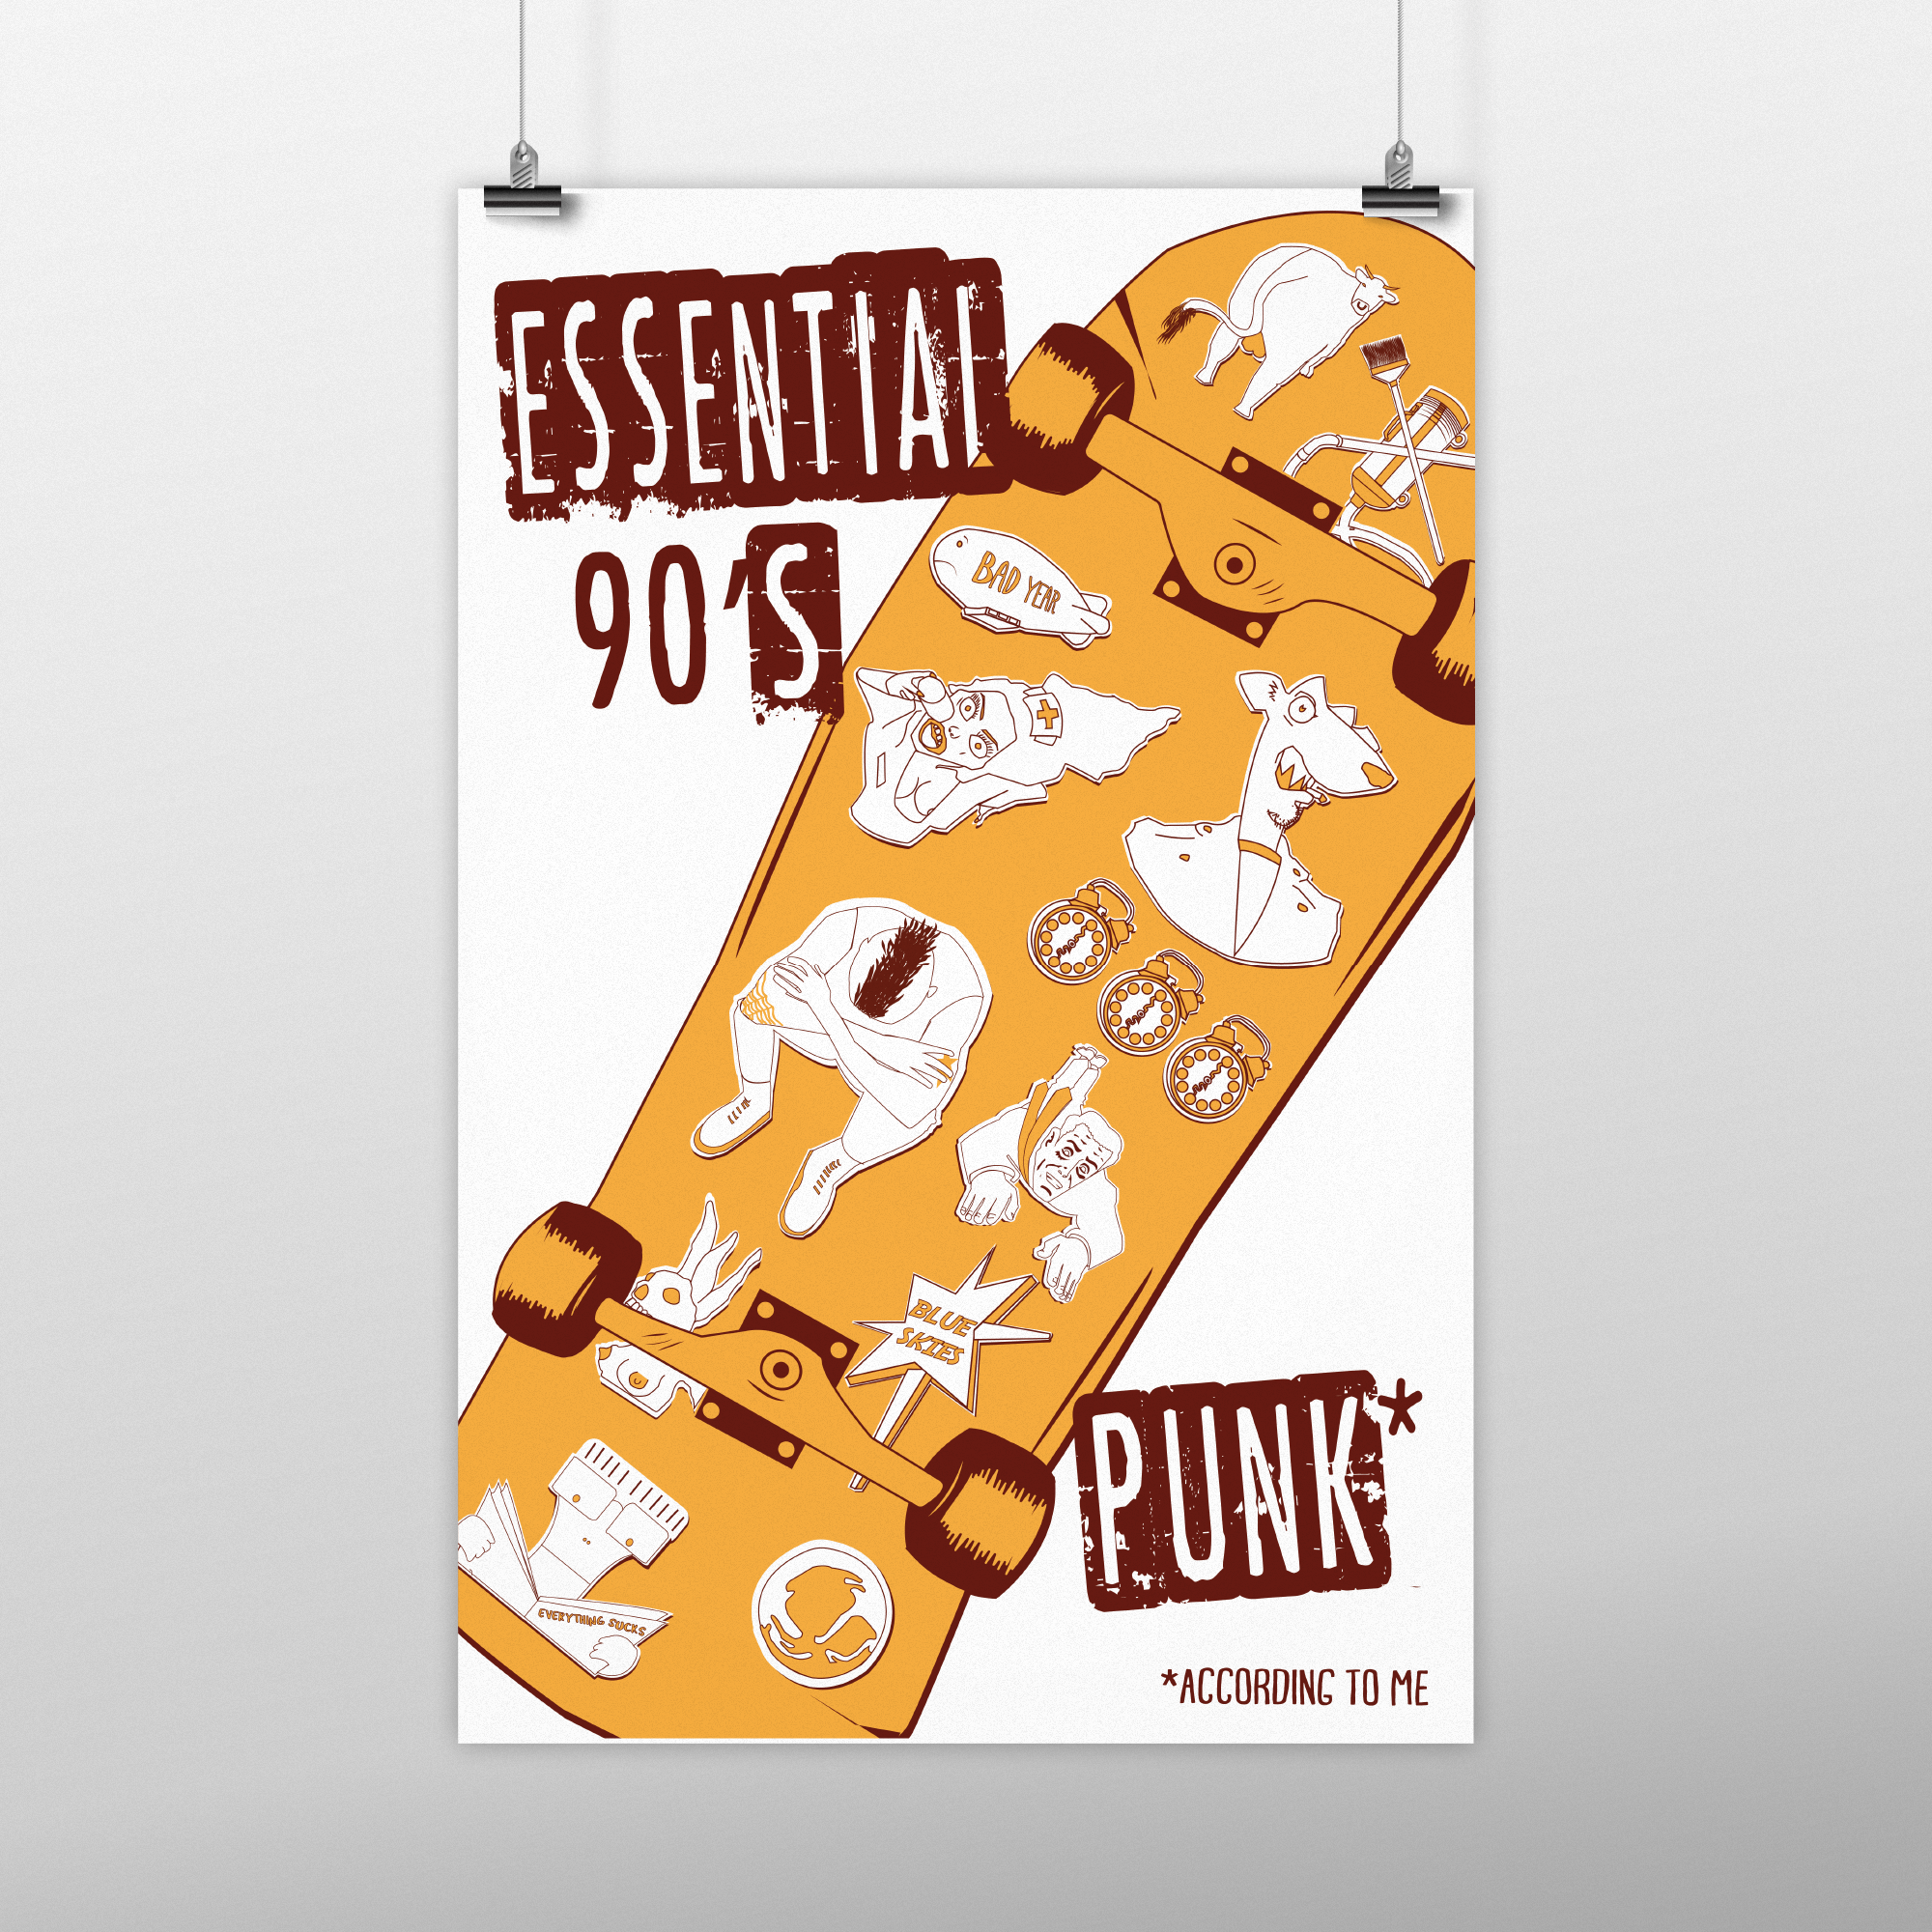 ESSENTIAL
90'S
BAD YEAR
BLUE
SKIES
PUNK*
EVERYTHING SUCKS
*ACCORDING TO ME